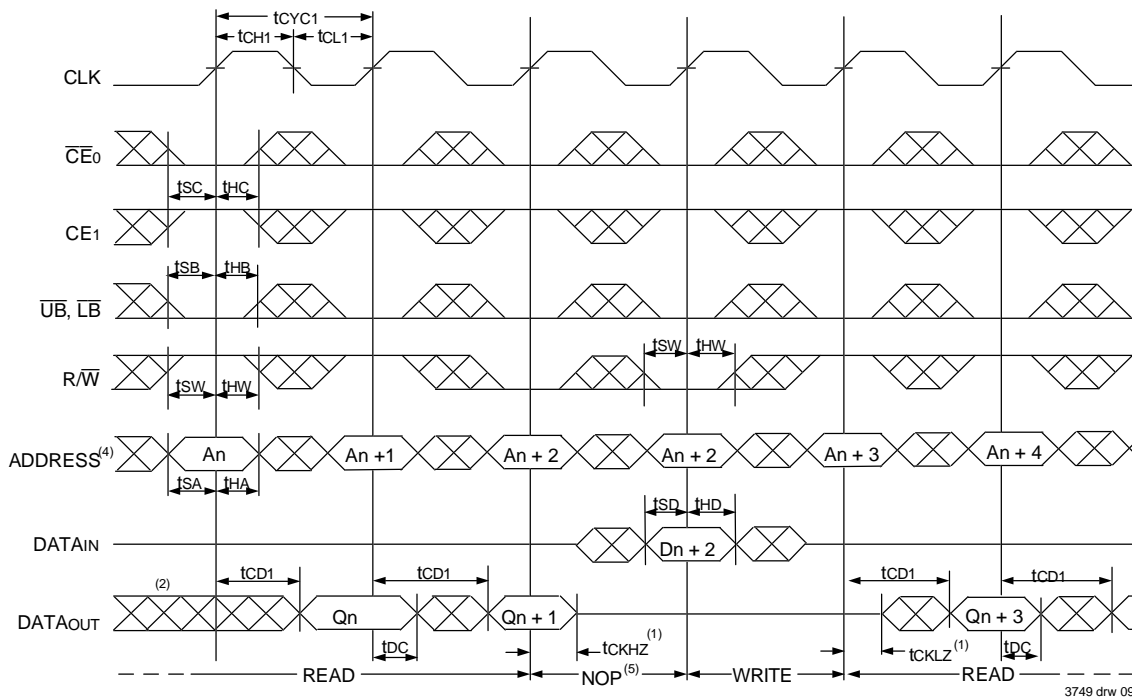 tCYC1
tCH1 tCL1
CLK
CE0
tSC tHC
CE1
tSB tHB
UB, LB
tSW tHW
R/W
tSW tHW
ADDRESS(4) An An +1 An + 2 An + 2 An + 3 An + 4
tSA tHA
tSD tHD
DATAIN Dn + 2
(2) tCD1 tCD1 tCD1 tCD1
DATAOUT Qn Qn + 1 Qn + 3
tDC tCKHZ(1) tCKLZ(1) tDC
READ NOP(5) WRITE READ
3749 drw 09